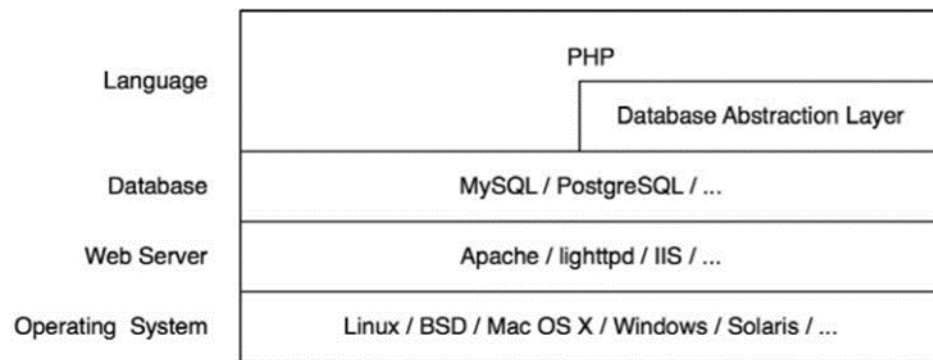 PHP
Language
Database Abstraction Layer
Database MySQL / PostgreSQL / ...
Web Server Apache / lighttpd / IIS / ...
Operating System Linux / BSD / Mac OS X / Windows / Solaris / ...